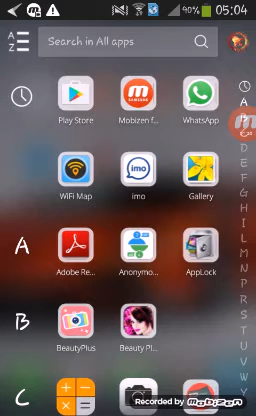 90% 05:04
A
Z
Search in All apps
Play Store
Mobizen f...
WhatsApp
WiFi Map
imo
Gallery
A
Adobe Re...
Anonymo...
AppLock
B
BeautyPlus
Beauty Pl...
C
A
B
C
D
E
F
G
H
I
J
K
L
M
N
O
P
Q
R
S
T
U
V
W
Recorded by mobizen